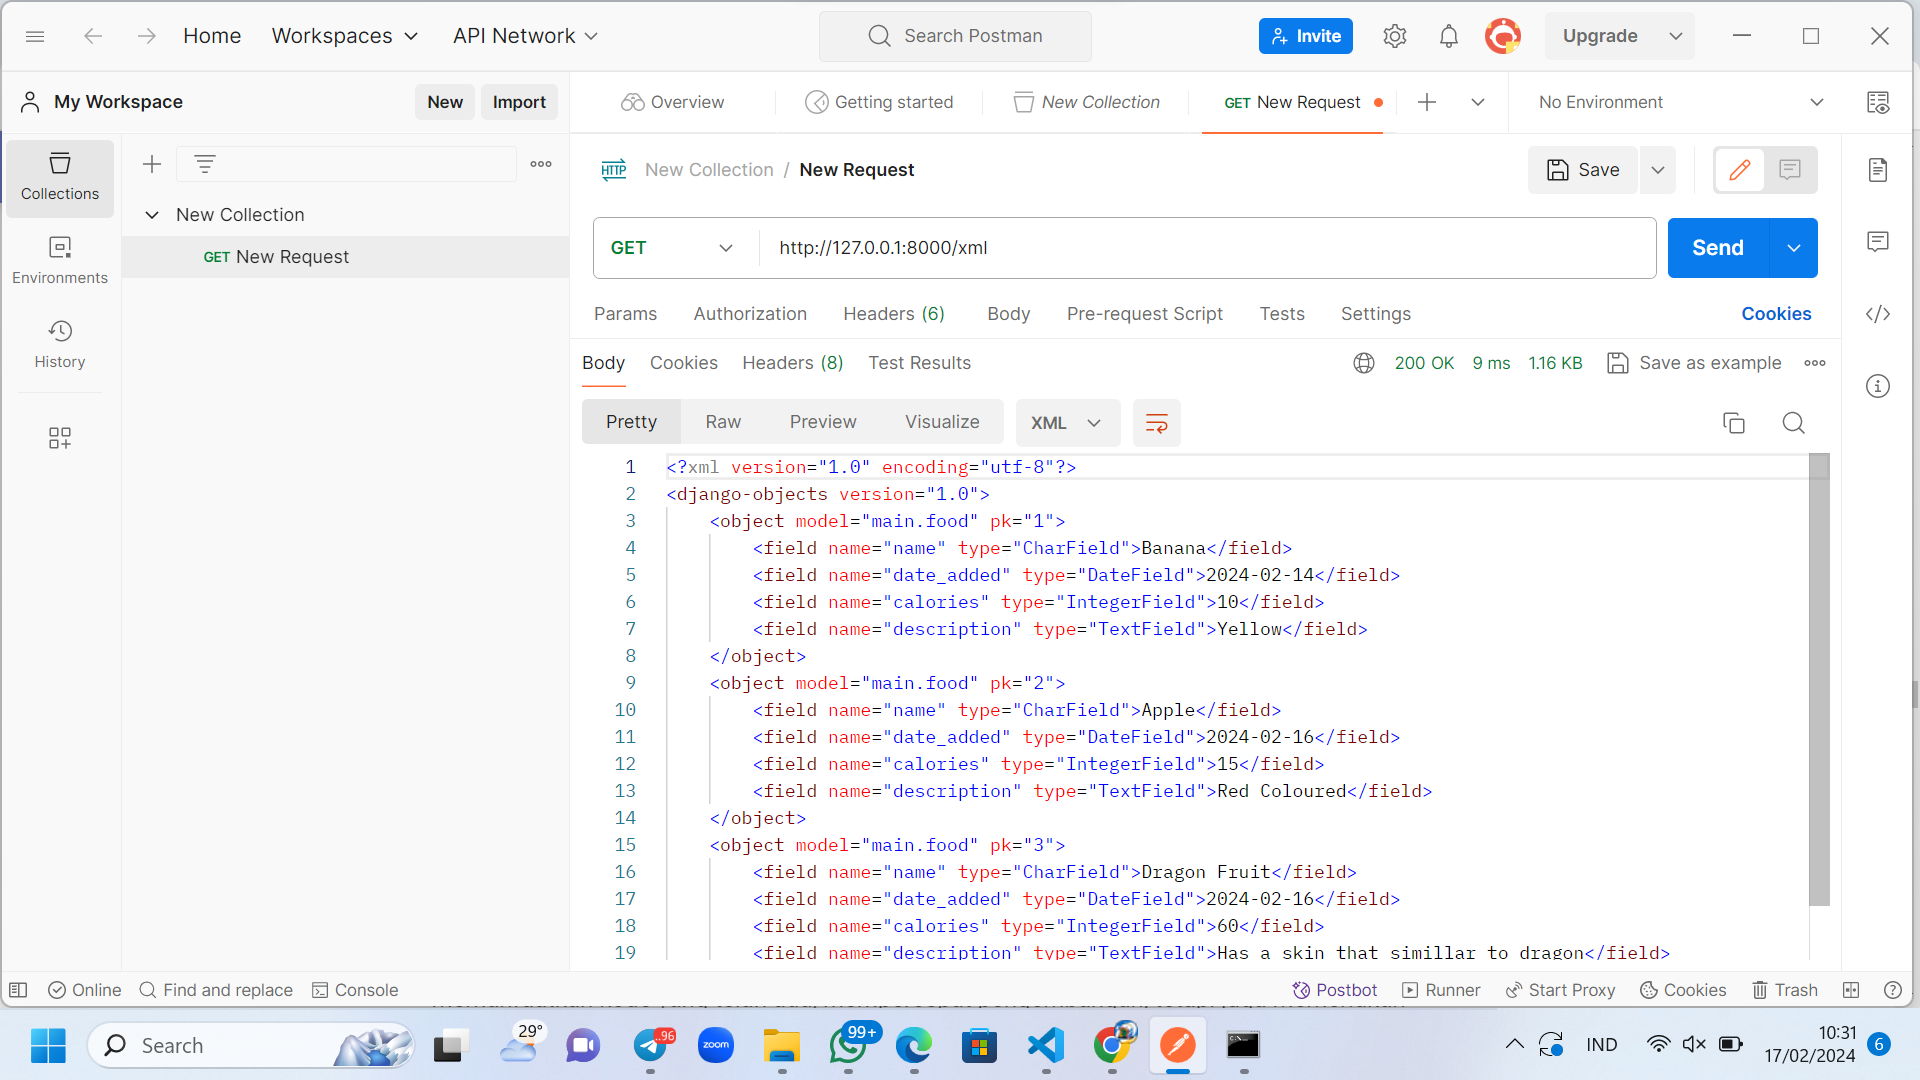 Home Workspaces API Network Search Postman Invite Upgrade
My Workspace New Import Overview Getting started New Collection GET New Request No Environment
Collections
Environments
History
New Collection
GET New Request
HTTP New Collection / New Request Save
GET http://127.0.0.1:8000/xml Send
Params Authorization Headers (6) Body Pre-request Script Tests Settings Cookies
Body Cookies Headers (8) Test Results 200 OK 9 ms 1.16 KB Save as example
Pretty Raw Preview Visualize XML
1 <?xml version="1.0" encoding="utf-8"?>
2 <django-objects version="1.0">
3 <object model="main.food" pk="1">
4 <field name="name" type="CharField">Banana</field>
5 <field name="date_added" type="DateField">2024-02-14</field>
6 <field name="calories" type="IntegerField">10</field>
7 <field name="description" type="TextField">Yellow</field>
8 </object>
9 <object model="main.food" pk="2">
10 <field name="name" type="CharField">Apple</field>
11 <field name="date_added" type="DateField">2024-02-16</field>
12 <field name="calories" type="IntegerField">15</field>
13 <field name="description" type="TextField">Red Coloured</field>
14 </object>
15 <object model="main.food" pk="3">
16 <field name="name" type="CharField">Dragon Fruit</field>
17 <field name="date_added" type="DateField">2024-02-16</field>
18 <field name="calories" type="IntegerField">60</field>
19 <field name="description" type="TextField">Has a skin that simillar to dragon</field>
Online Find and replace Console Postbot Runner Start Proxy Cookies Trash
Search 29° ..96 zoom 99+ IND 10:31
17/02/2024 6